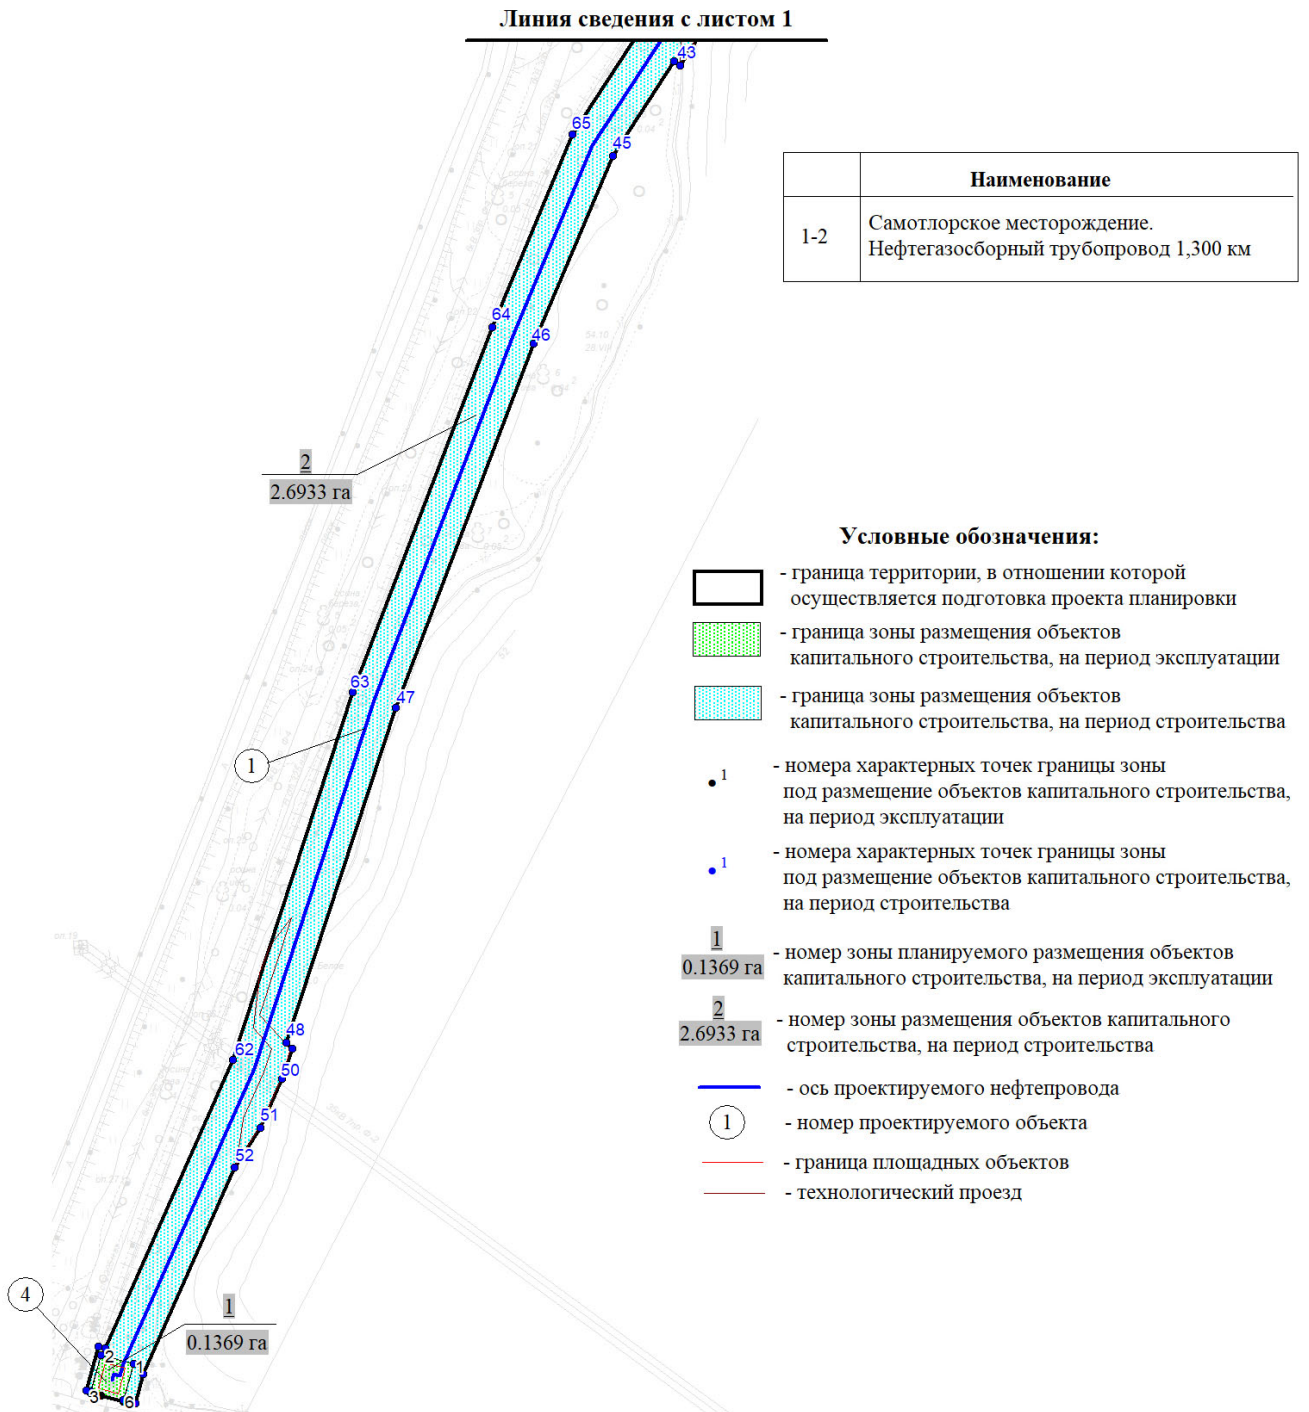 Линия сведения с листом 1
43
65
45
Наименование
1-2
Самотлорское месторождение.
Нефтегазосборный трубопровод 1,300 км
64
46
2
2.6933 га
63
47
1
48
62
50
51
52
4
1
0.1369 га
2
1
3
6
Условные обозначения:
- граница территории, в отношении которой
осуществляется подготовка проекта планировки
- граница зоны размещения объектов
капитального строительства, на период эксплуатации
- граница зоны размещения объектов
капитального строительства, на период строительства
1
- номера характерных точек границы зоны
под размещение объектов капитального строительства,
на период эксплуатации
1
- номера характерных точек границы зоны
под размещение объектов капитального строительства,
на период строительства
1
0.1369 га
- номер зоны планируемого размещения объектов
капитального строительства, на период эксплуатации
2
2.6933 га
- номер зоны размещения объектов капитального
строительства, на период строительства
- ось проектируемого нефтепровода
1
- номер проектируемого объекта
- граница площадных объектов
- технологический проезд